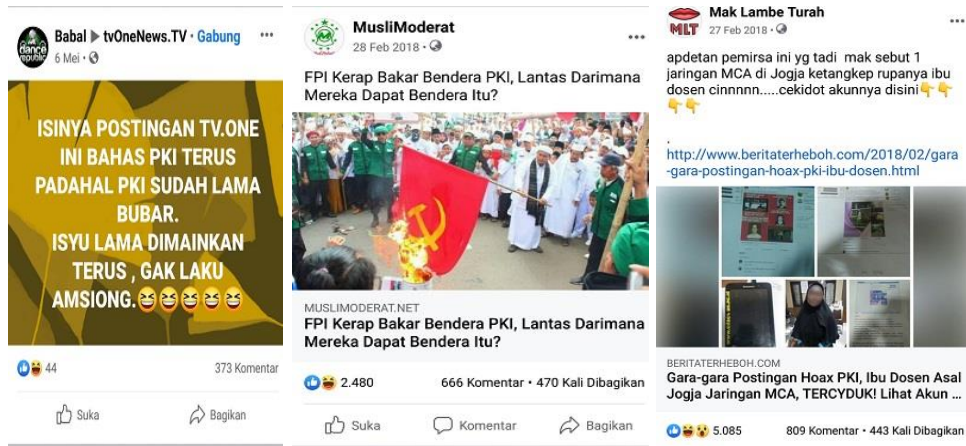 Babal ▶ tvOneNews.TV · Gabung
6 Mei ·
dance
republic
ISINYA POSTINGAN TV.ONE
INI BAHAS PKI TERUS
PADAHAL PKI SUDAH LAMA
BUBAR.
ISYU LAMA DIMAINKAN
TERUS , GAK LAKU
AMSIONG.😆😆😆😆😆
44
373 Komentar
Suka
Bagikan
MusliModerat
28 Feb 2018 ·
FPI Kerap Bakar Bendera PKI, Lantas Darimana
Mereka Dapat Bendera Itu?
MUSLIMODERAT.NET
FPI Kerap Bakar Bendera PKI, Lantas Darimana
Mereka Dapat Bendera Itu?
2.480
666 Komentar • 470 Kali Dibagikan
Suka
Komentar
Bagikan
MLT
Mak Lambe Turah
27 Feb 2018 ·
apdetan pemirsa ini yg tadi mak sebut 1
jaringan MCA di Jogja ketangkep rupanya ibu
dosen cinnnnn.....cekidot akunnya disini👇👇
👇👇
.
http://www.beritaterheboh.com/2018/02/gara
-gara-postingan-hoax-pki-ibu-dosen.html
BERITATERHEBOH.COM
Gara-gara Postingan Hoax PKI, Ibu Dosen Asal
Jogja Jaringan MCA, TERCYDUK! Lihat Akun ...
5.085
809 Komentar • 443 Kali Dibagikan